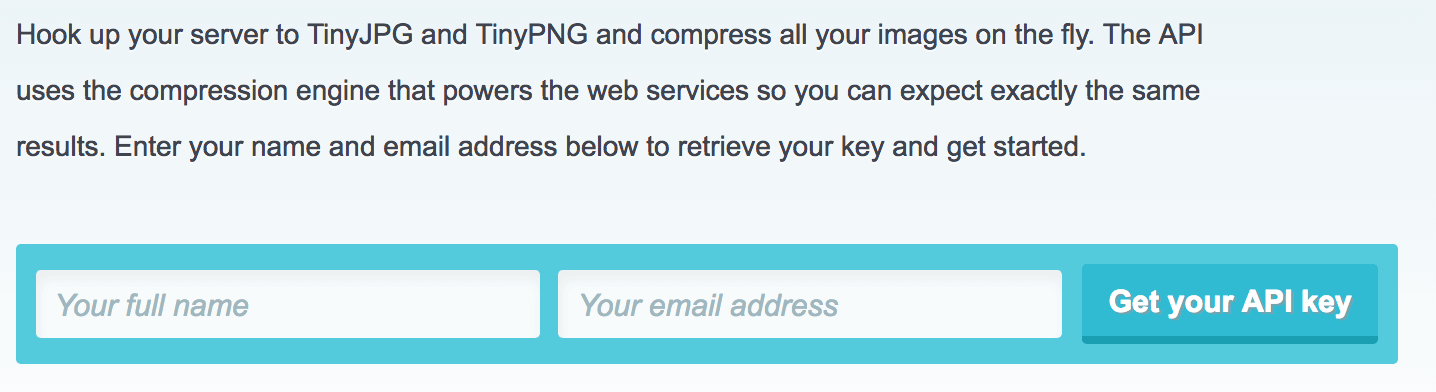 Hook up your server to TinyJPG and TinyPNG and compress all your images on the fly. The API
uses the compression engine that powers the web services so you can expect exactly the same
results. Enter your name and email address below to retrieve your key and get started.
Your full name
Your email address
Get your API key